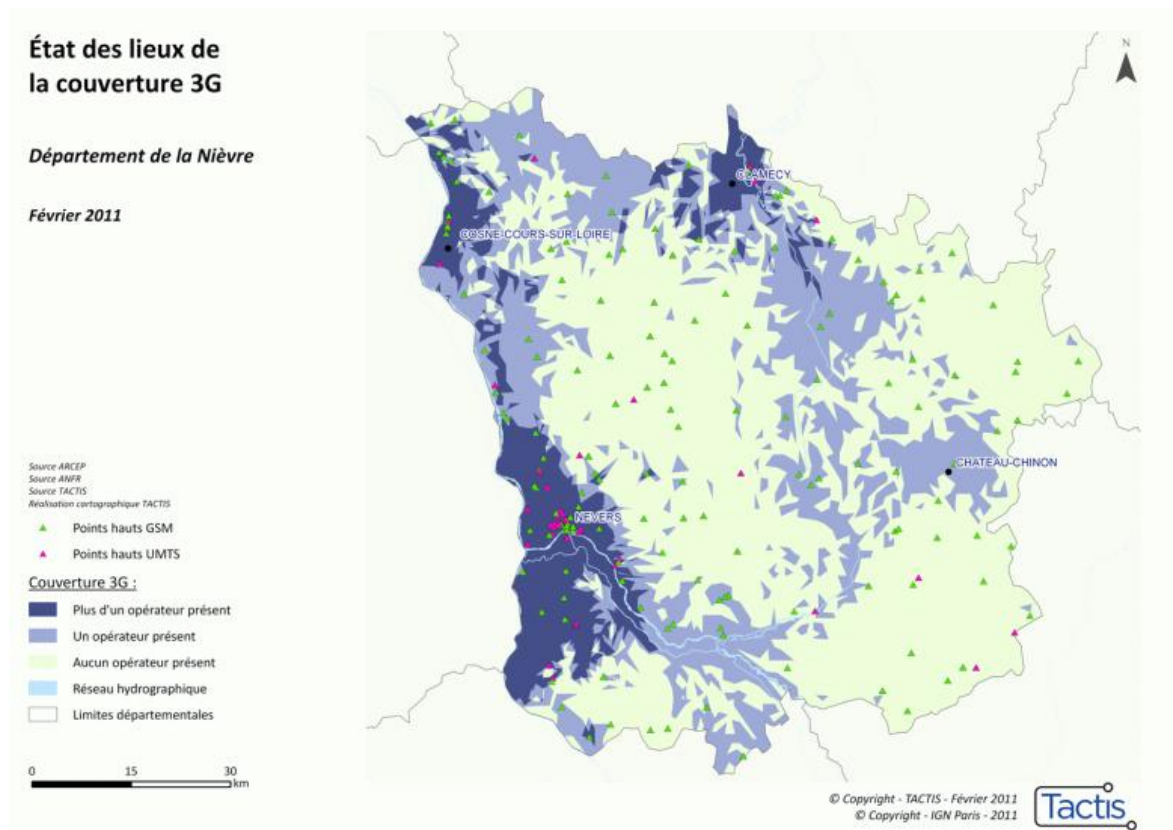 État des lieux de
la couverture 3G
Département de la Nièvre
Février 2011
N
CLAMECY
COSNE-COURS-SUR-LOIRE
CHATEAU-CHINON
NEVERS
Source ARCEP
Source ANFR
Source TACTIS
Réalisation cartographique TACTIS
Points hauts GSM
Points hauts UMTS
Couverture 3G :
Plus d'un opérateur présent
Un opérateur présent
Aucun opérateur présent
Réseau hydrographique
Limites départementales
0 15 30
km
© Copyright - TACTIS - Février 2011
© Copyright - IGN Paris - 2011
Tactis